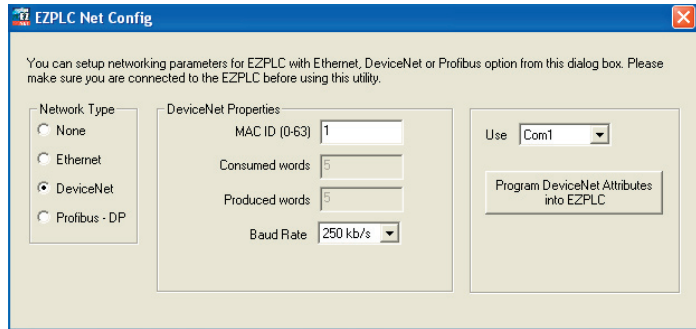 EZPLC Net Config
You can setup networking parameters for EZPLC with Ethernet, DeviceNet or Profibus option from this dialog box. Please
make sure you are connected to the EZPLC before using this utility.
Network Type
None
Ethernet
DeviceNet
Profibus - DP
DeviceNet Properties
MAC ID (0-63) 1
Consumed words 5
Produced words 5
Baud Rate 250 kb/s
Use Com1
Program DeviceNet Attributes
into EZPLC